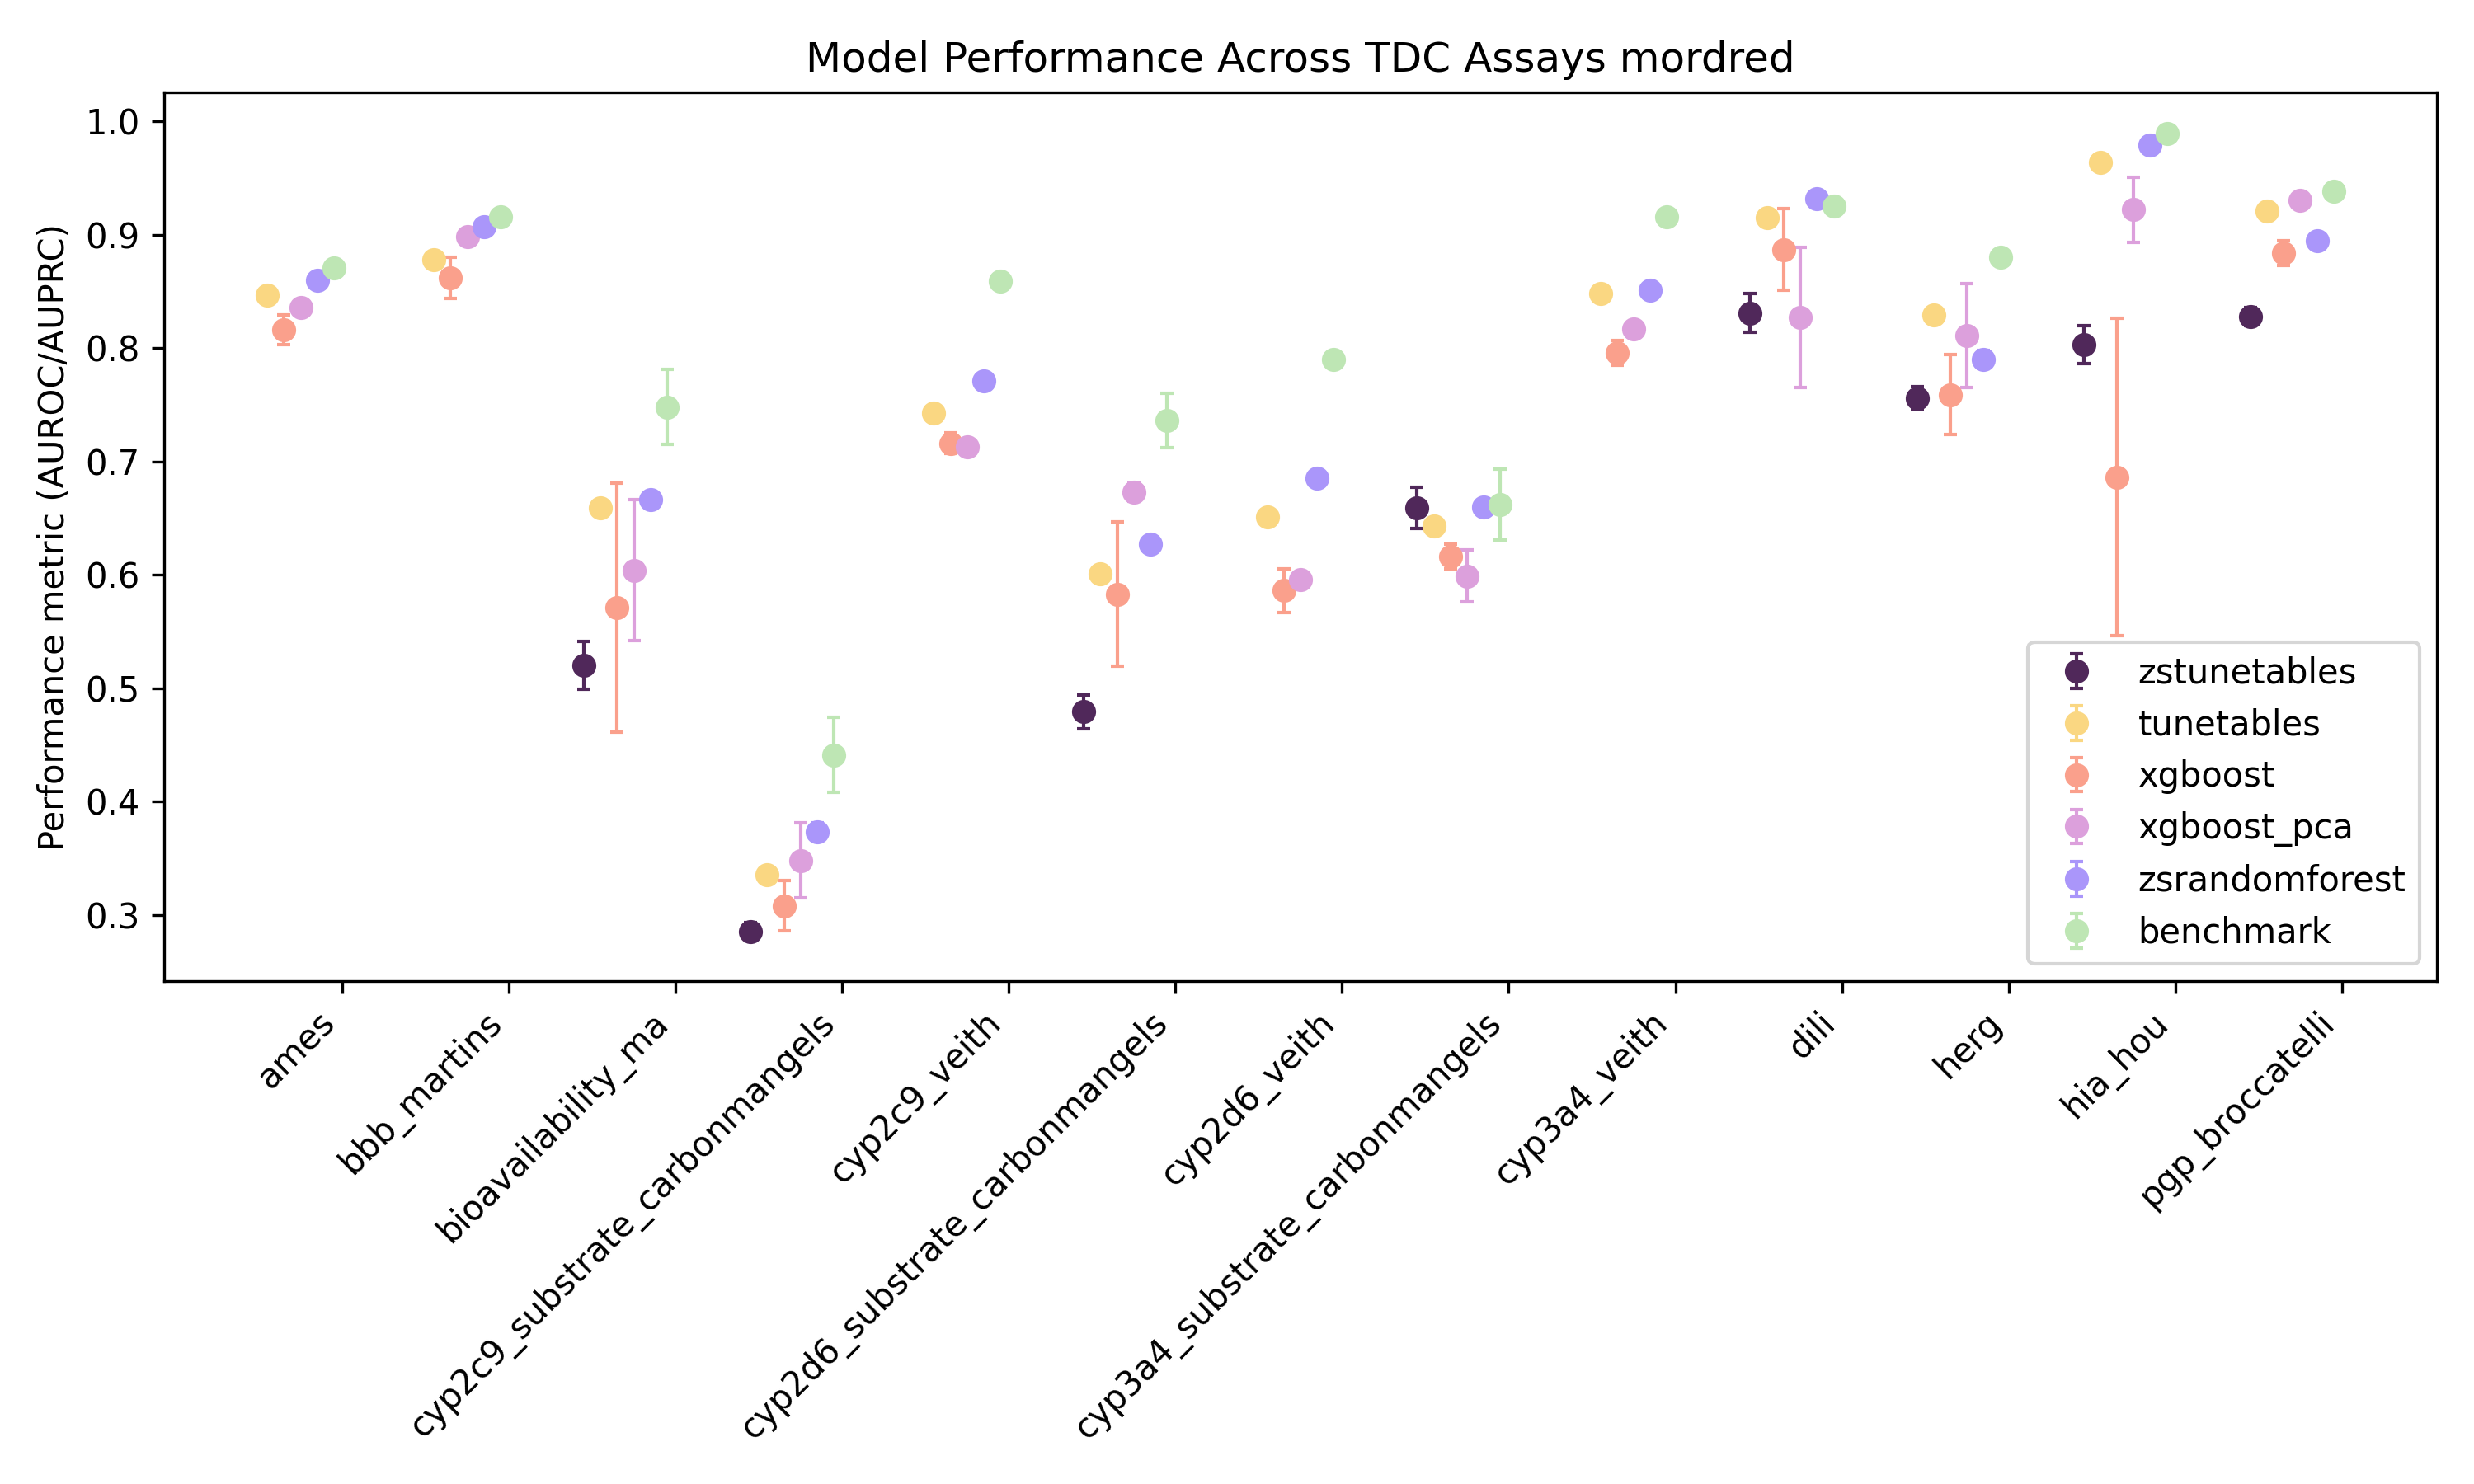 Model Performance Across TDC Assays mordred
Performance metric (AUROC/AUPRC)
1.0
0.9
0.8
0.7
0.6
0.5
0.4
0.3
zstunetables
tunetables
xgboost
xgboost_pca
zsrandomforest
benchmark
ames
bbb_martins
bioavailability_ma
cyp2c9_substrate_carbonmangels
cyp2c9_veith
cyp2d6_substrate_carbonmangels
cyp2d6_veith
cyp3a4_substrate_carbonmangels
cyp3a4_veith
dili
herg
hia_hou
pgp_broccatelli